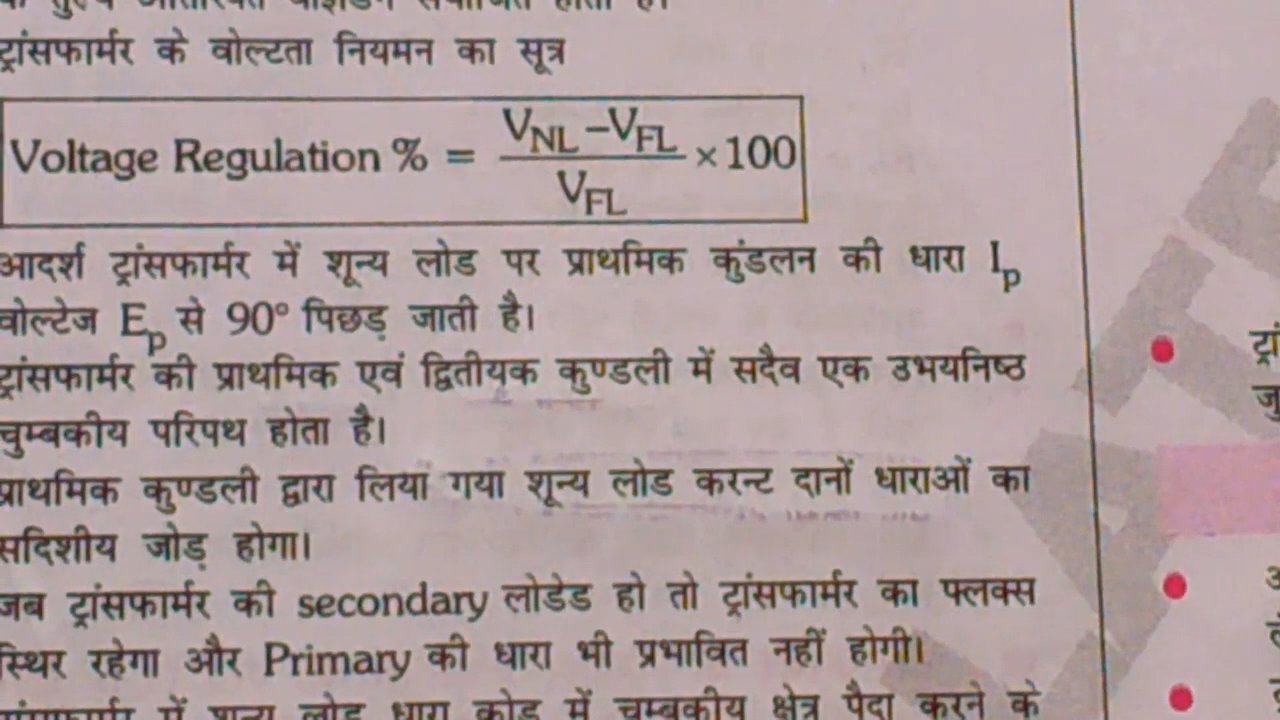 ट्रांसफार्मर के वोल्टता नियमन का सूत्र
Voltage Regulation % = (V_NL – V_FL) / V_FL × 100
आदर्श ट्रांसफार्मर में शून्य लोड पर प्राथमिक कुंडलन की धारा I_p
वोल्टेज E_p से 90° पिछड़ जाती है।
ट्रांसफार्मर की प्राथमिक एवं द्वितीयक कुण्डली में सदैव एक उभयनिष्ठ
चुम्बकीय परिपथ होता है।
प्राथमिक कुण्डली द्वारा लिया गया शून्य लोड करन्ट दानों धाराओं का
सदिशीय जोड़ होगा।
जब ट्रांसफार्मर की secondary लोडेड हो तो ट्रांसफार्मर का फ्लक्स
स्थिर रहेगा और Primary की धारा भी प्रभावित नहीं होगी।
में शून्य लोड धारा कोड में चुम्बकीय क्षेत्र पैदा करने के